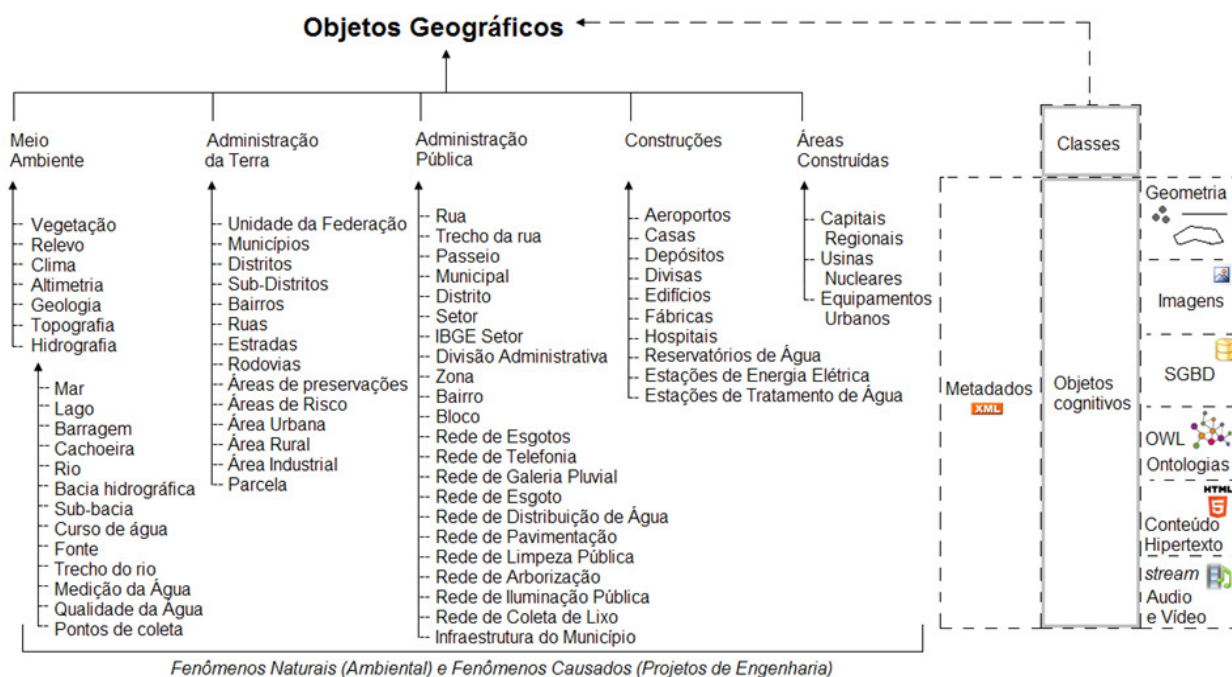 Objetos Geográficos
Meio
Ambiente
Vegetação
Relevo
Clima
Altimetria
Geologia
Topografia
Hidrografia
Mar
Lago
Barragem
Cachoeira
Rio
Bacia hidrográfica
Sub-bacia
Curso de água
Fonte
Trecho do rio
Medição da Água
Qualidade da Água
Pontos de coleta
Administração
da Terra
Unidade da Federação
Municípios
Distritos
Sub-Distritos
Bairros
Ruas
Estradas
Rodovias
Áreas de preservações
Áreas de Risco
Área Urbana
Área Rural
Área Industrial
Parcela
Administração
Pública
Rua
Trecho da rua
Passeio
Municipal
Distrito
Setor
IBGE Setor
Divisão Administrativa
Zona
Bairro
Bloco
Rede de Esgotos
Rede de Telefonia
Rede de Galeria Pluvial
Rede de Esgoto
Rede de Distribuição de Água
Rede de Pavimentação
Rede de Limpeza Pública
Rede de Arborização
Rede de Iluminação Pública
Rede de Coleta de Lixo
Infraestrutura do Município
Construções
Aeroportos
Casas
Depósitos
Divisas
Edifícios
Fábricas
Hospitais
Reservatórios de Água
Estações de Energia Elétrica
Estações de Tratamento de Água
Áreas
Construídas
Capitais
Regionais
Usinas
Nucleares
Equipamentos
Urbanos
Fenômenos Naturais (Ambiental) e Fenômenos Causados (Projetos de Engenharia)
Classes
Metadados
XML
Objetos
cognitivos
Geometria
Imagens
SGBD
OWL
Ontologias
HTML
5
Conteúdo
Hipertexto
stream
Audio
e Vídeo